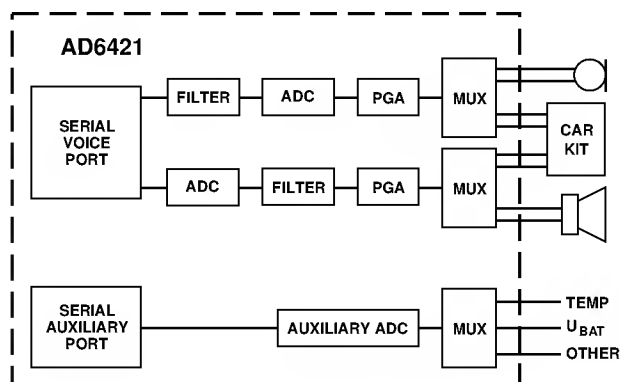 AD6421
SERIAL
VOICE
PORT
FILTER
ADC
PGA
MUX
CAR
KIT
ADC
FILTER
PGA
MUX
SERIAL
AUXILIARY
PORT
AUXILIARY ADC
MUX
TEMP
UBAT
OTHER